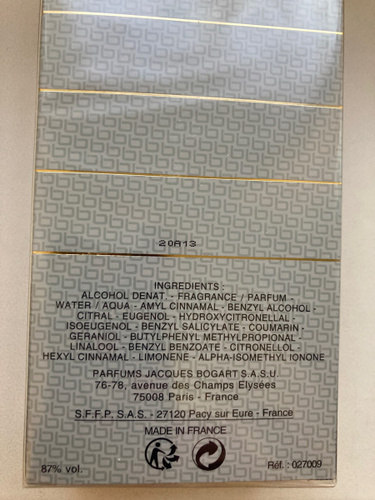 20A13
INGREDIENTS :
ALCOHOL DENAT. - FRAGRANCE / PARFUM -
WATER / AQUA - AMYL CINNAMAL - BENZYL ALCOHOL -
CITRAL - EUGENOL - HYDROXYCITRONELLAL -
ISOEUGENOL - BENZYL SALICYLATE - COUMARIN -
GERANIOL - BUTYLPHENYL METHYLPROPIONAL -
LINALOOL - BENZYL BENZOATE - CITRONELLOL -
HEXYL CINNAMAL - LIMONENE - ALPHA-ISOMETHYL IONONE
PARFUMS JACQUES BOGART S.A.S.U.
76-78, avenue des Champs Elysées
75008 Paris - France
S.F.F.P. S.A.S. - 27120 Pacy sur Eure - France
MADE IN FRANCE
87% vol.
Réf. : 027009